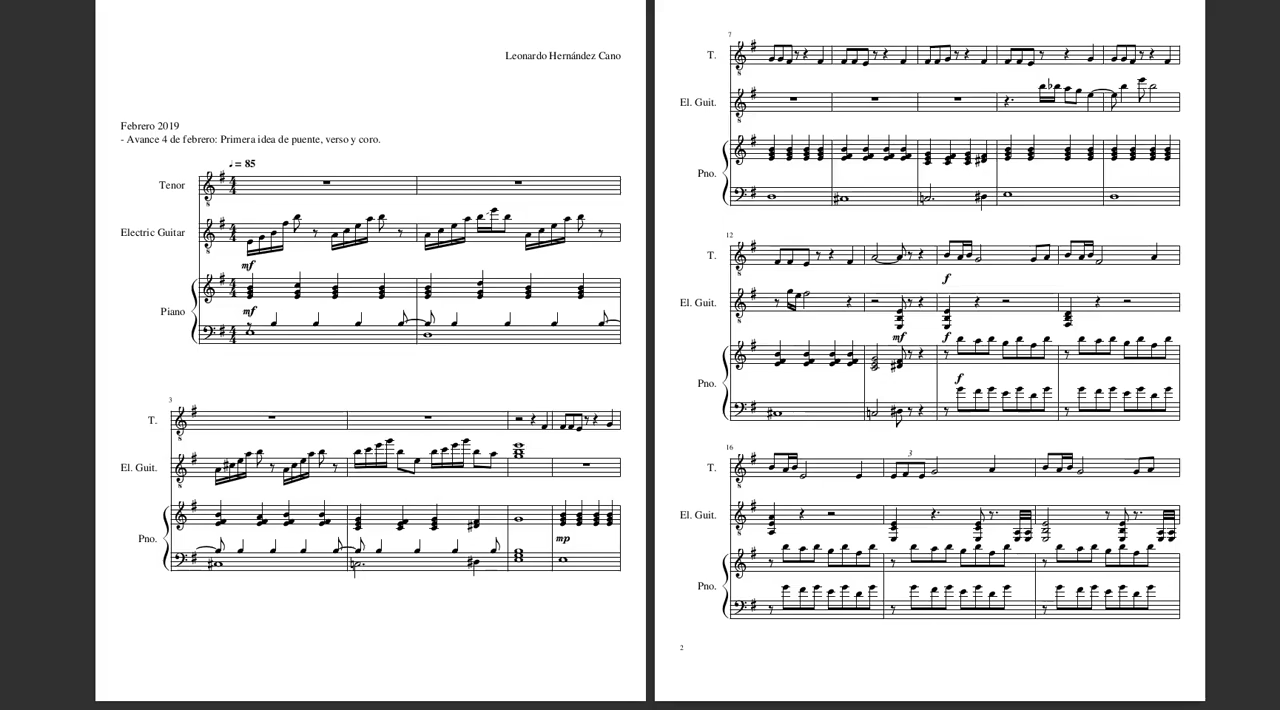 Leonardo Hernández Cano
Febrero 2019
- Avance 4 de febrero: Primera idea de puente, verso y coro.
♩ = 85
Tenor
Electric Guitar
mf
mf
Piano
3
T.
El. Guit.
Pno.
mp
7
T.
El. Guit.
Pno.
12
T.
f
El. Guit.
mf
f
Pno.
f
16
3
T.
El. Guit.
Pno.
2